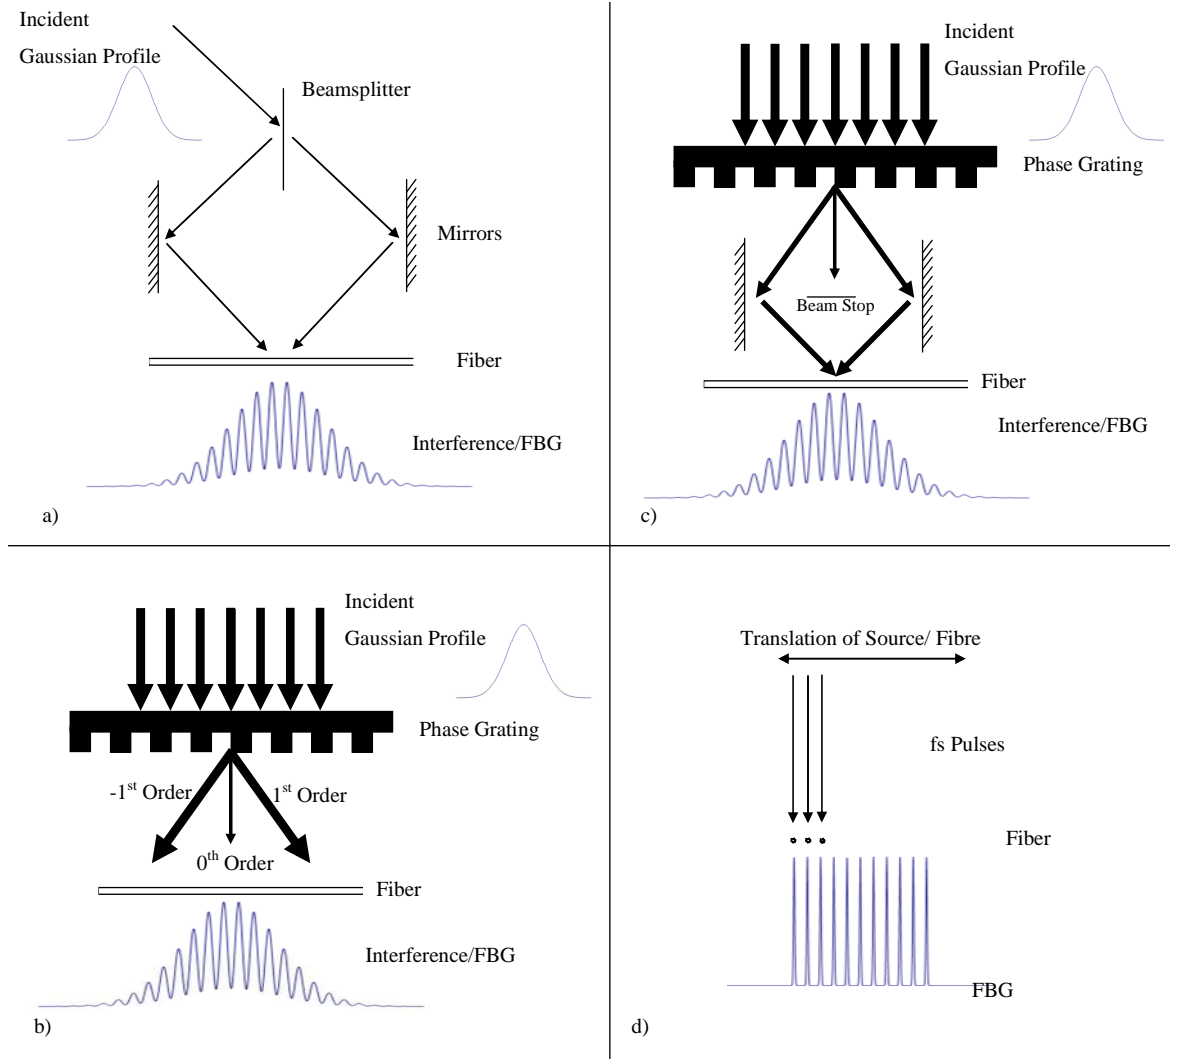 Incident
Gaussian Profile
Beamsplitter
Mirrors
Fiber
Interference/FBG
a)
Incident
Gaussian Profile
Phase Grating
Beam Stop
Fiber
Interference/FBG
c)
Incident
Gaussian Profile
Phase Grating
-1st Order
1st Order
0th Order
Fiber
Interference/FBG
b)
Translation of Source/ Fibre
fs Pulses
Fiber
FBG
d)